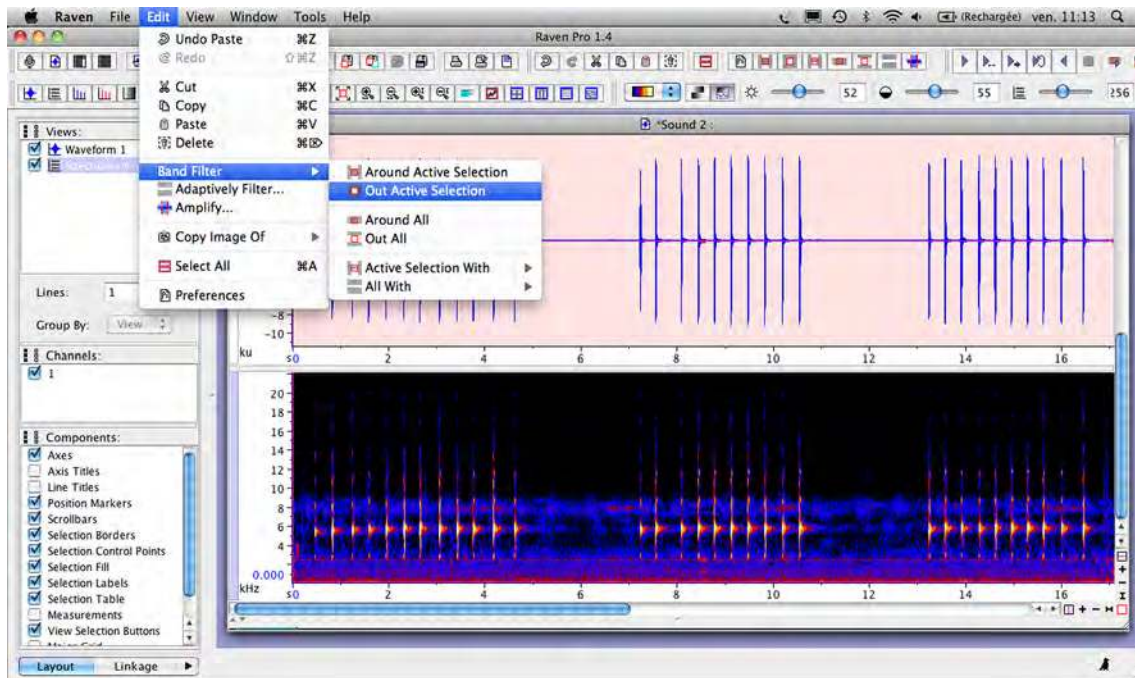 Raven File Edit View Window Tools Help (Rechargée) ven. 11:13
Raven Pro 1.4
52 55 256
Undo Paste ⌘Z
Redo ⇧⌘Z
Cut ⌘X
Copy ⌘C
Paste ⌘V
Delete ⌘⌦
Band Filter
Adaptively Filter...
Amplify...
Copy Image Of
Select All ⌘A
Preferences
Around Active Selection
Out Active Selection
Around All
Out All
Active Selection With
All With
Views:
Waveform 1
Lines: 1
Group By: View
Channels:
1
Components:
Axes
Axis Titles
Line Titles
Position Markers
Scrollbars
Selection Borders
Selection Control Points
Selection Fill
Selection Labels
Selection Table
Measurements
View Selection Buttons
Layout Linkage
*Sound 2 :
-8
-10
ku
2 4 6 8 10 12 14 16
20
18
16
14
12
10
8
6
4
0.000
kHz
2 4 6 8 10 12 14 16